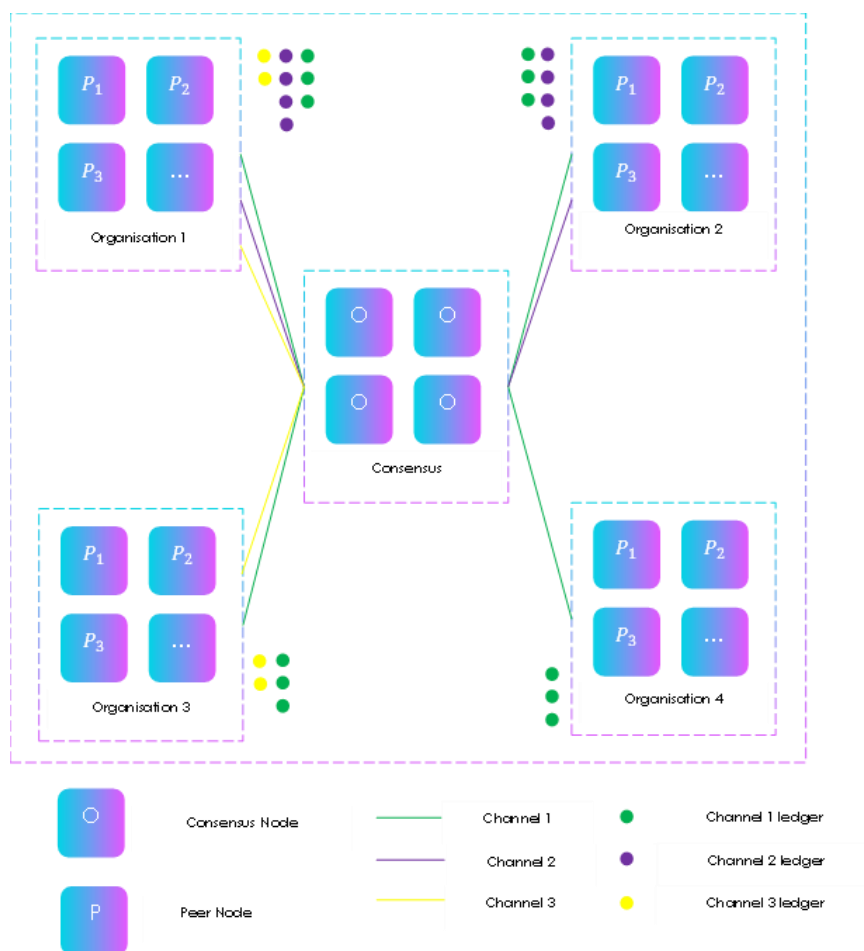 P₁ P₂
P₃ ...
Organisation 1
P₁ P₂
P₃ ...
Organisation 2
O O
O O
Consensus
P₁ P₂
P₃ ...
Organisation 3
P₁ P₂
P₃ ...
Organisation 4
O Consensus Node
P Peer Node
Channel 1
Channel 2
Channel 3
Channel 1 ledger
Channel 2 ledger
Channel 3 ledger